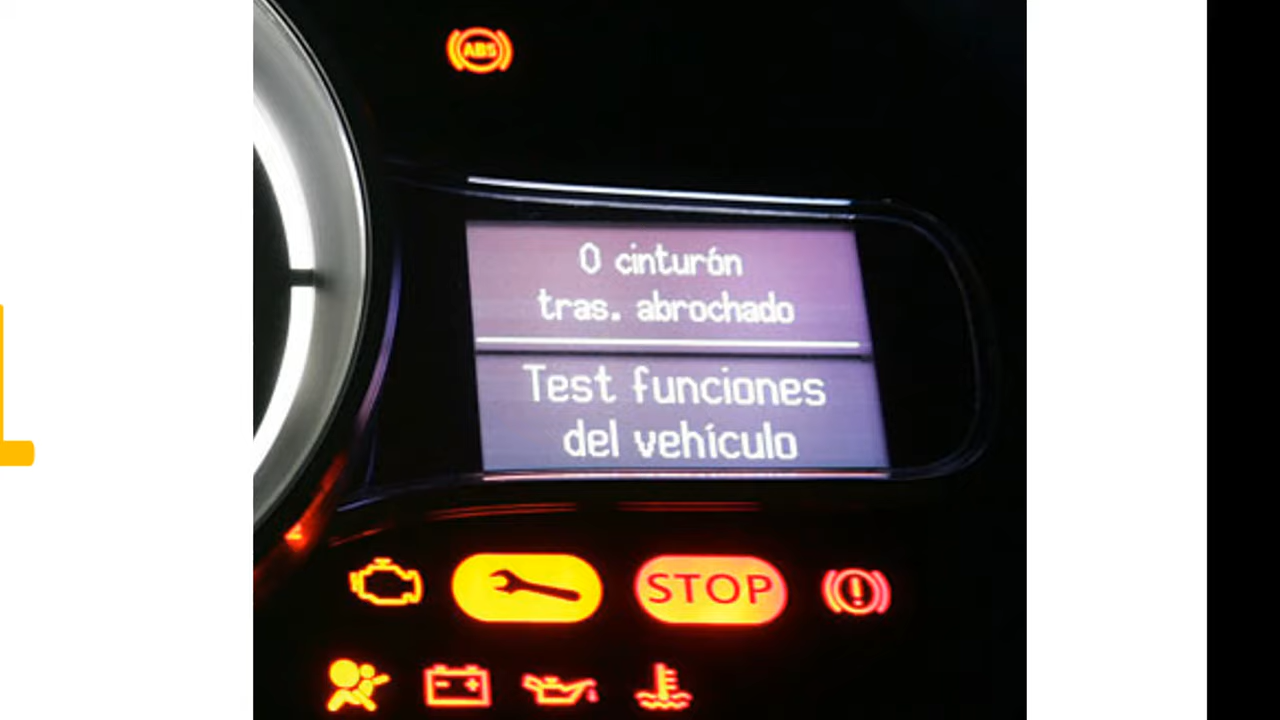 ABS
0 cinturón
tras. abrochado
Test funciones
del vehículo
STOP